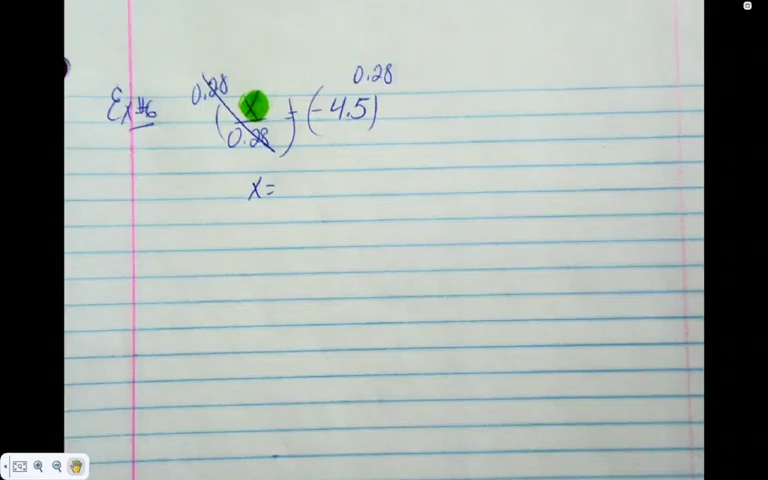 0.28
0.28
Ex #6 (x / 0.28) = (-4.5)
x =